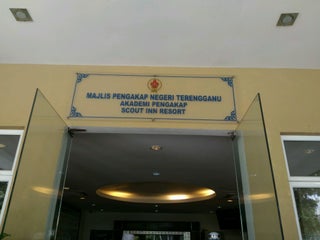 MAJLIS PENGAKAP NEGERI TERENGGANU
AKADEMI PENGAKAP
SCOUT INN RESORT